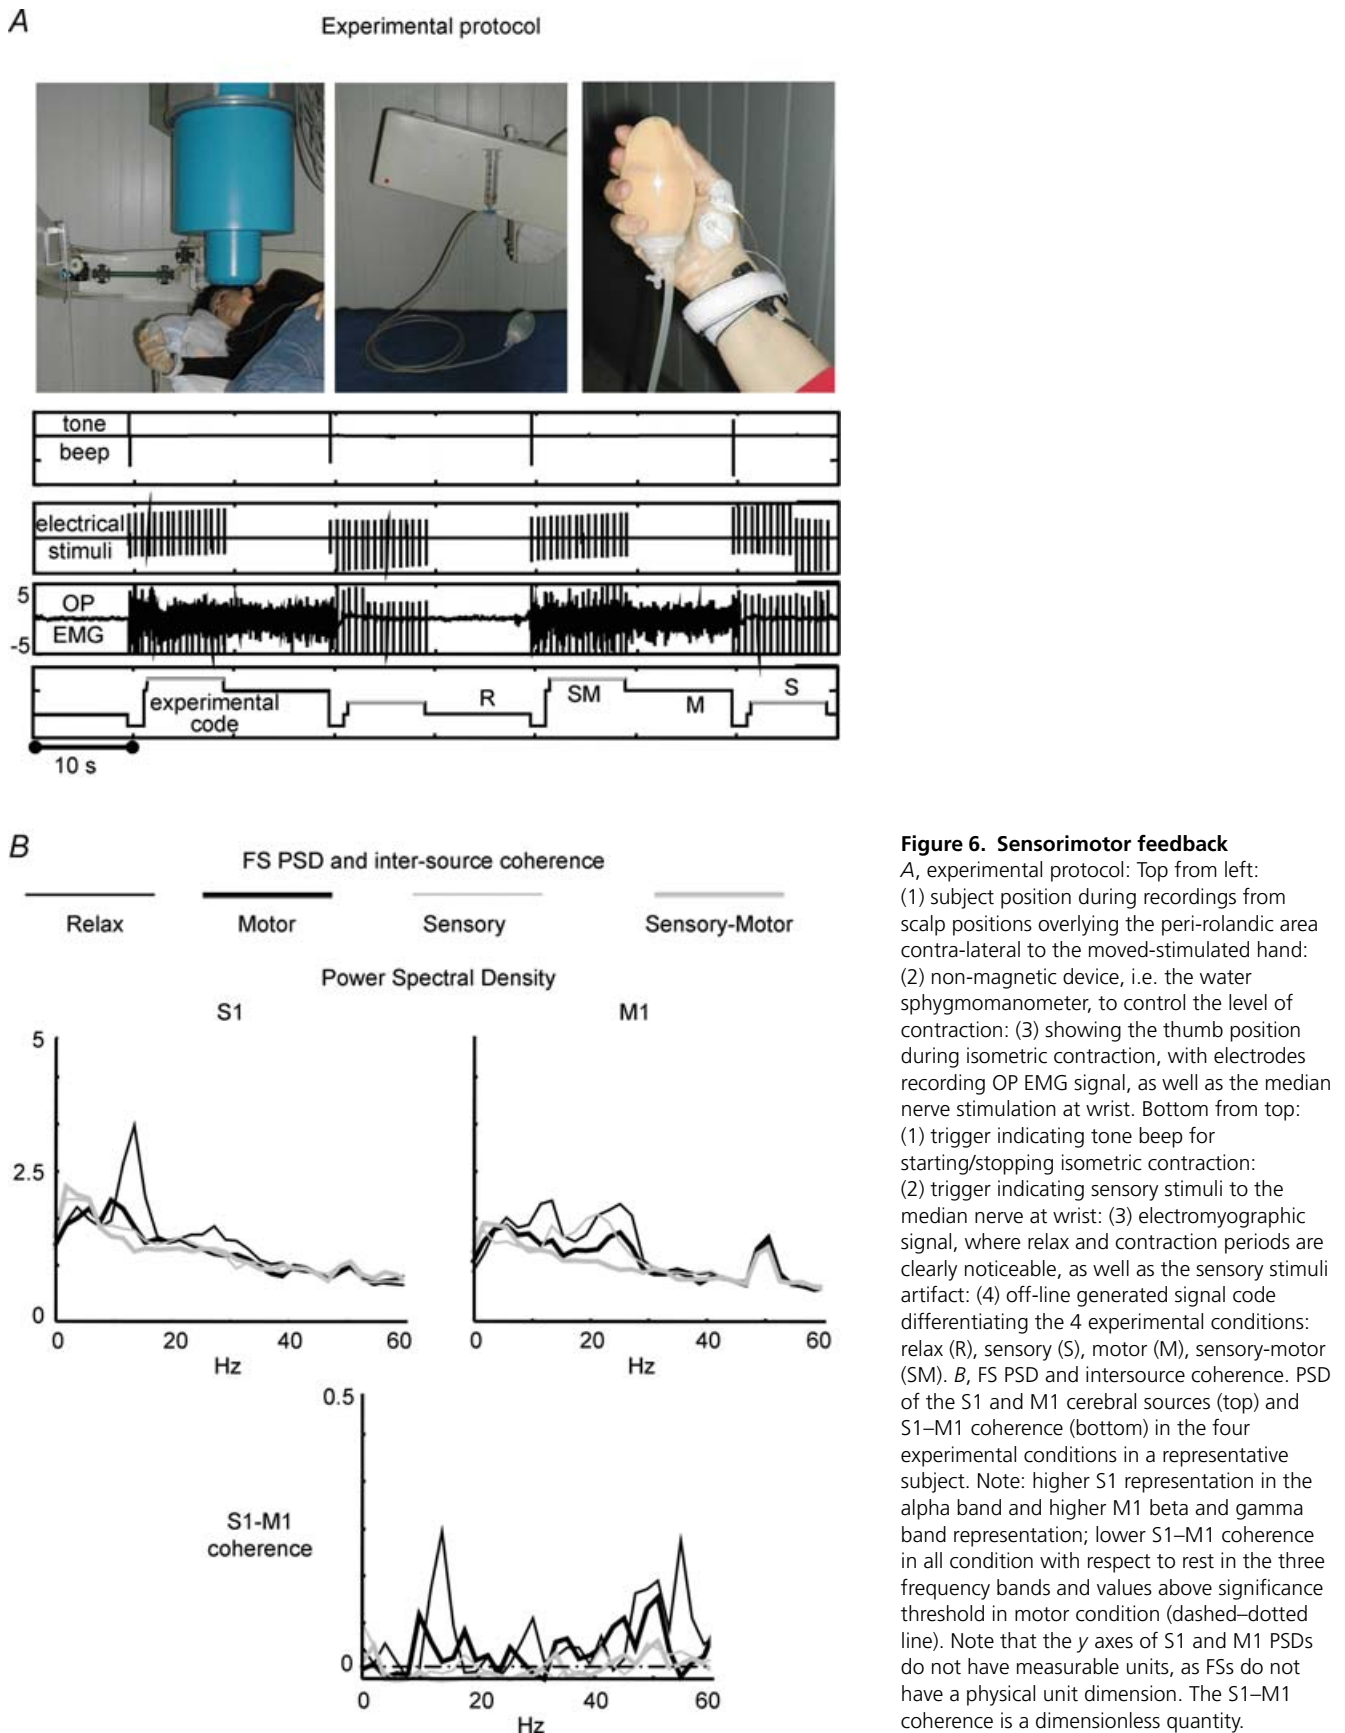 A
Experimental protocol
tone
beep
electrical
stimuli
5
OP
EMG
-5
experimental
code
R
SM
M
S
10 s
B
FS PSD and inter-source coherence
Relax
Motor
Sensory
Sensory-Motor
Power Spectral Density
S1
M1
5
2.5
0
0
20
40
60
Hz
0
20
40
60
Hz
0.5
S1-M1
coherence
0
0
20
40
60
Hz
Figure 6. Sensorimotor feedback
A, experimental protocol: Top from left:
(1) subject position during recordings from
scalp positions overlying the peri-rolandic area
contra-lateral to the moved-stimulated hand:
(2) non-magnetic device, i.e. the water
sphygmomanometer, to control the level of
contraction: (3) showing the thumb position
during isometric contraction, with electrodes
recording OP EMG signal, as well as the median
nerve stimulation at wrist. Bottom from top:
(1) trigger indicating tone beep for
starting/stopping isometric contraction:
(2) trigger indicating sensory stimuli to the
median nerve at wrist: (3) electromyographic
signal, where relax and contraction periods are
clearly noticeable, as well as the sensory stimuli
artifact: (4) off-line generated signal code
differentiating the 4 experimental conditions:
relax (R), sensory (S), motor (M), sensory-motor
(SM). B, FS PSD and intersource coherence. PSD
of the S1 and M1 cerebral sources (top) and
S1–M1 coherence (bottom) in the four
experimental conditions in a representative
subject. Note: higher S1 representation in the
alpha band and higher M1 beta and gamma
band representation; lower S1–M1 coherence
in all condition with respect to rest in the three
frequency bands and values above significance
threshold in motor condition (dashed–dotted
line). Note that the y axes of S1 and M1 PSDs
do not have measurable units, as FSs do not
have a physical unit dimension. The S1–M1
coherence is a dimensionless quantity.